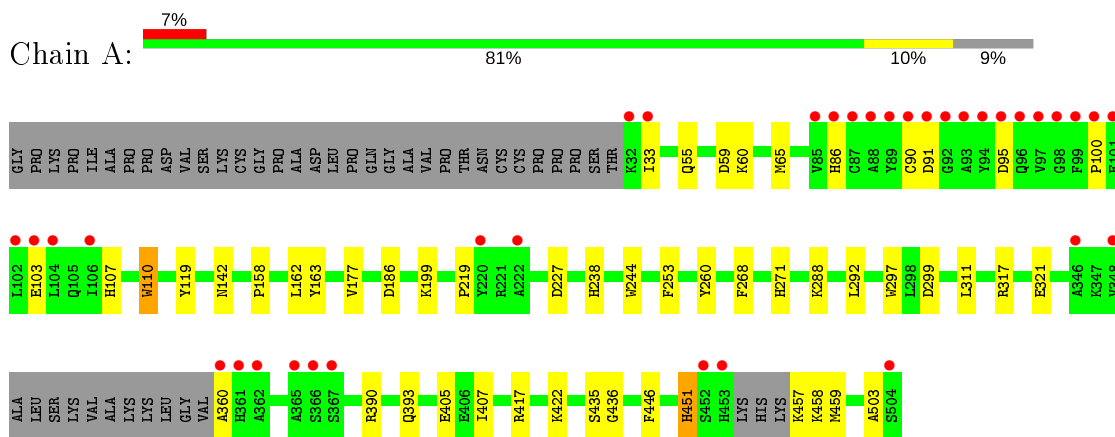 7%
Chain A:
81% 10% 9%
GLY PRO LYS PRO PRO ILE ALA PRO PRO ASP VAL SER LYS CYS GLY PRO PRO ALA ASP LEU PRO GLN GLY ALA VAL PRO THR ASN CYS CYS PRO PRO PRO SER THR K32 I33 Q55 D59 K60 M65 V85 H86 C87 A88 Y89 C90 D91 G92 A93 Y94 D95 Q96 V97 G98 F99 P100 E101
L102 E103 L104 Q105 I106 H107 W110 Y119 N142 P158 L162 Y163 V177 D186 K199 P219 Y220 R221 A222 D227 H238 W244 F253 Y260 F268 H271 K288 L292 W297 L298 D299 L311 R317 E321 A346 K347 V348
ALA LEU SER LYS VAL ALA LYS LYS LEU GLY VAL A360 H361 A362 A365 S366 S367 R390 Q393 E405 E406 I407 R417 K422 S435 G436 F446 H451 S452 H453 LYS HIS LYS K457 K458 M459 A503 S504